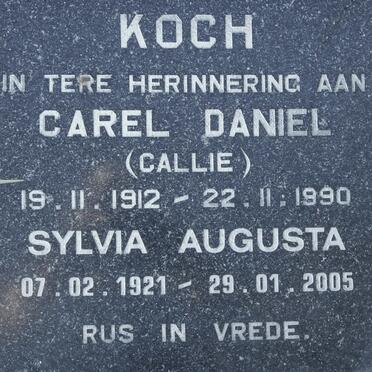 KOCH
IN TERE HERINNERING AAN
CAREL DANIEL
(CALLIE)
19.11.1912 - 22.11.1990
SYLVIA AUGUSTA
07.02.1921 - 29.01.2005
RUS IN VREDE.